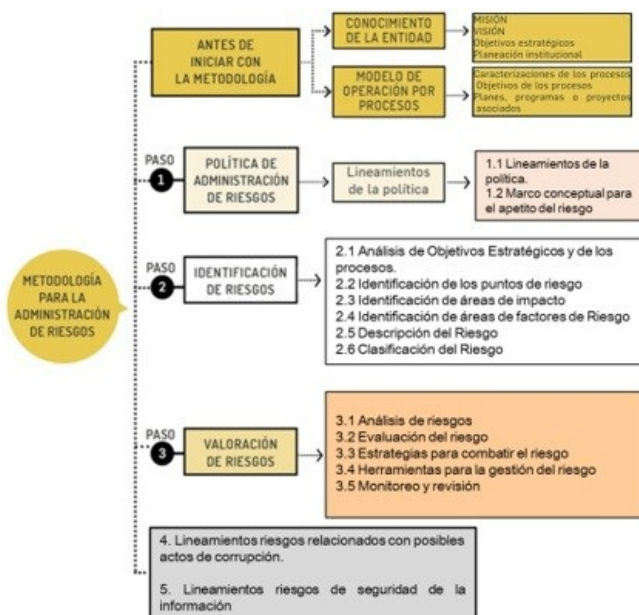 METODOLOGÍA
PARA LA
ADMINISTRACIÓN
DE RIESGOS
ANTES DE
INICIAR CON
LA METODOLOGÍA
CONOCIMIENTO
DE LA ENTIDAD
MISIÓN
VISIÓN
Objetivos estratégicos
Planeación institucional
MODELO DE
OPERACIÓN POR
PROCESOS
Caracterizaciones de los procesos
Objetivos de los procesos
Planes, programas o proyectos
asociados
PASO
1
POLÍTICA DE
ADMINISTRACIÓN
DE RIESGOS
Lineamientos
de la política
1.1 Lineamientos de la
política.
1.2 Marco conceptual para
el apetito del riesgo
PASO
2
IDENTIFICACIÓN
DE RIESGOS
2.1 Análisis de Objetivos Estratégicos y de los
procesos.
2.2 Identificación de los puntos de riesgo
2.3 Identificación de áreas de impacto
2.4 Identificación de áreas de factores de Riesgo
2.5 Descripción del Riesgo
2.6 Clasificación del Riesgo
PASO
3
VALORACIÓN
DE RIESGOS
3.1 Análisis de riesgos
3.2 Evaluación del riesgo
3.3 Estrategias para combatir el riesgo
3.4 Herramientas para la gestión del riesgo
3.5 Monitoreo y revisión
4. Lineamientos riesgos relacionados con posibles
actos de corrupción.
5. Lineamientos riesgos de seguridad de la
información